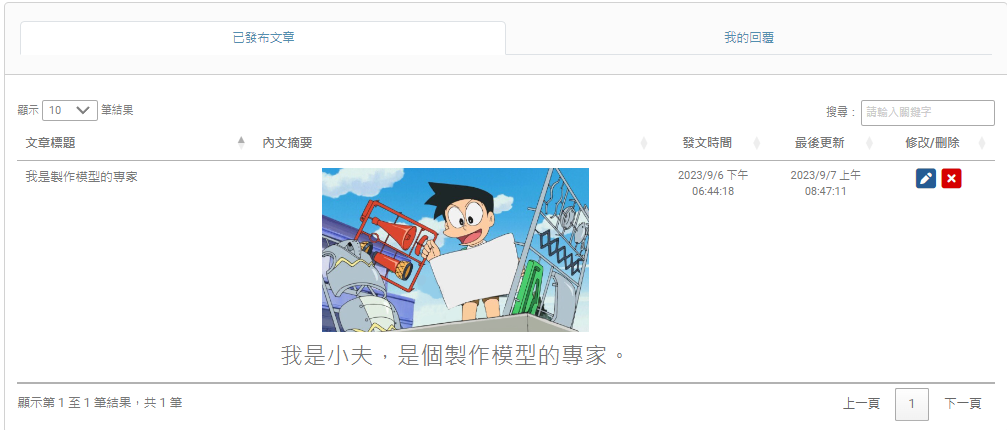 已發布文章 我的回覆
顯示 10 筆結果 搜尋： 請輸入關鍵字
文章標題 內文摘要 發文時間 最後更新 修改/刪除
我是製作模型的專家 2023/9/6 下午 2023/9/7 上午
06:44:18 08:47:11
我是小夫，是個製作模型的專家。
顯示第 1 至 1 筆結果，共 1 筆 上一頁 1 下一頁